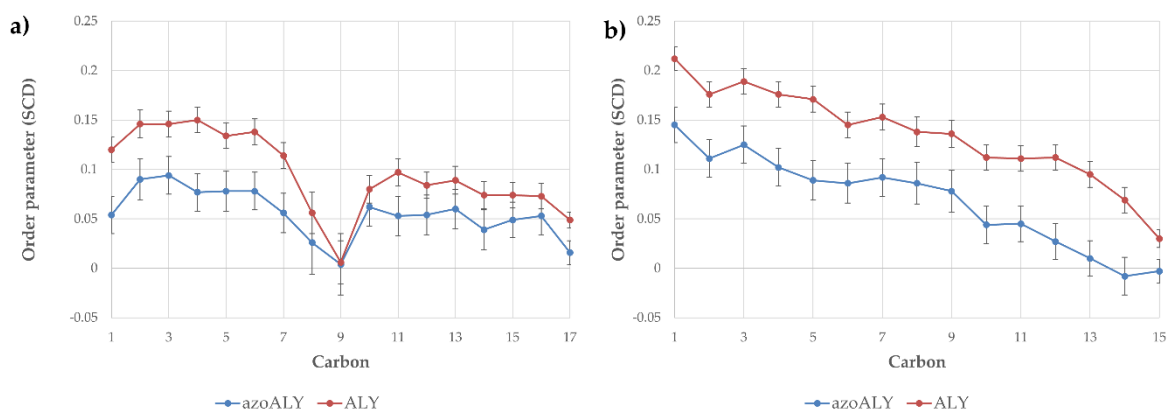 a)
Order parameter (SCD)
0.25
0.2
0.15
0.1
0.05
0
-0.05
1 3 5 7 9 11 13 15 17
Carbon
azoALY ALY
b)
Order parameter (SCD)
0.25
0.2
0.15
0.1
0.05
0
-0.05
1 3 5 7 9 11 13 15
Carbon
azoALY ALY